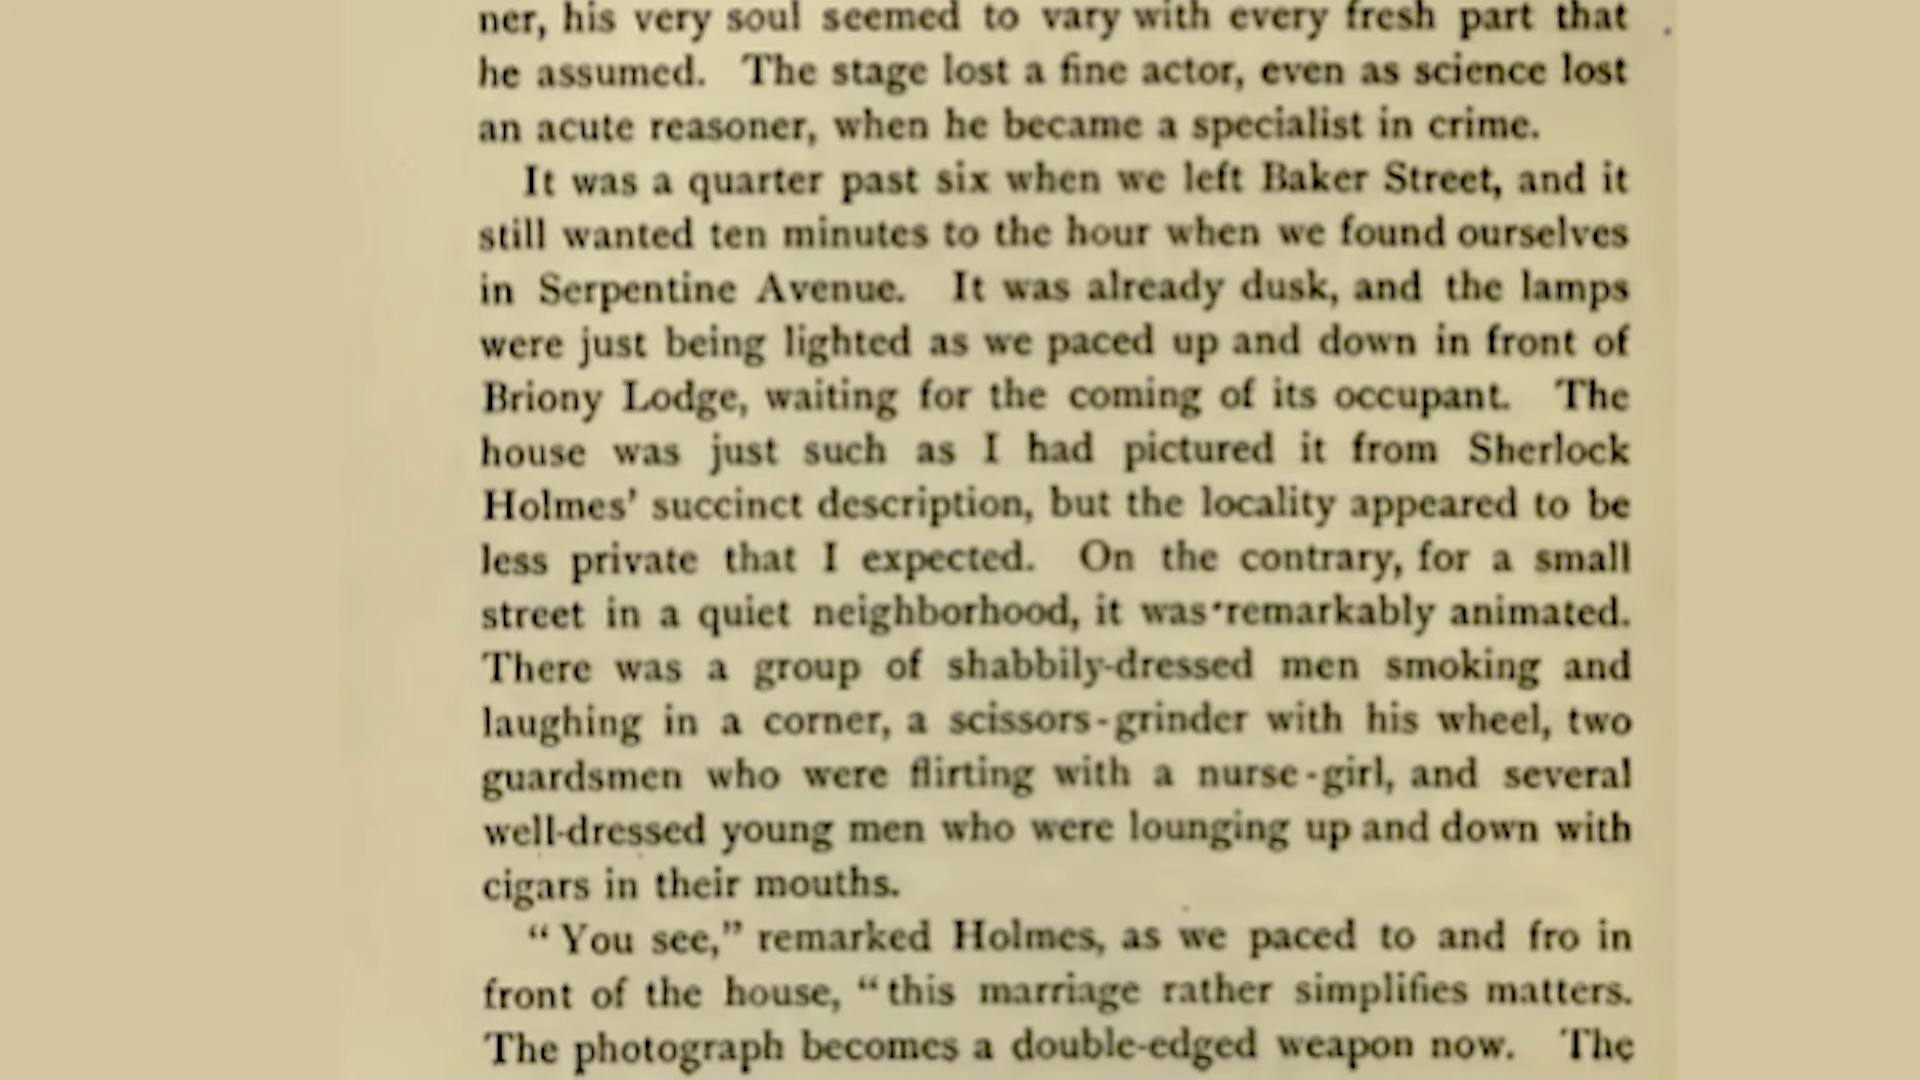 ner, his very soul seemed to vary with every fresh part that
he assumed. The stage lost a fine actor, even as science lost
an acute reasoner, when he became a specialist in crime.
It was a quarter past six when we left Baker Street, and it
still wanted ten minutes to the hour when we found ourselves
in Serpentine Avenue. It was already dusk, and the lamps
were just being lighted as we paced up and down in front of
Briony Lodge, waiting for the coming of its occupant. The
house was just such as I had pictured it from Sherlock
Holmes' succinct description, but the locality appeared to be
less private that I expected. On the contrary, for a small
street in a quiet neighborhood, it was remarkably animated.
There was a group of shabbily-dressed men smoking and
laughing in a corner, a scissors-grinder with his wheel, two
guardsmen who were flirting with a nurse-girl, and several
well-dressed young men who were lounging up and down with
cigars in their mouths.
"You see," remarked Holmes, as we paced to and fro in
front of the house, "this marriage rather simplifies matters.
The photograph becomes a double-edged weapon now. The